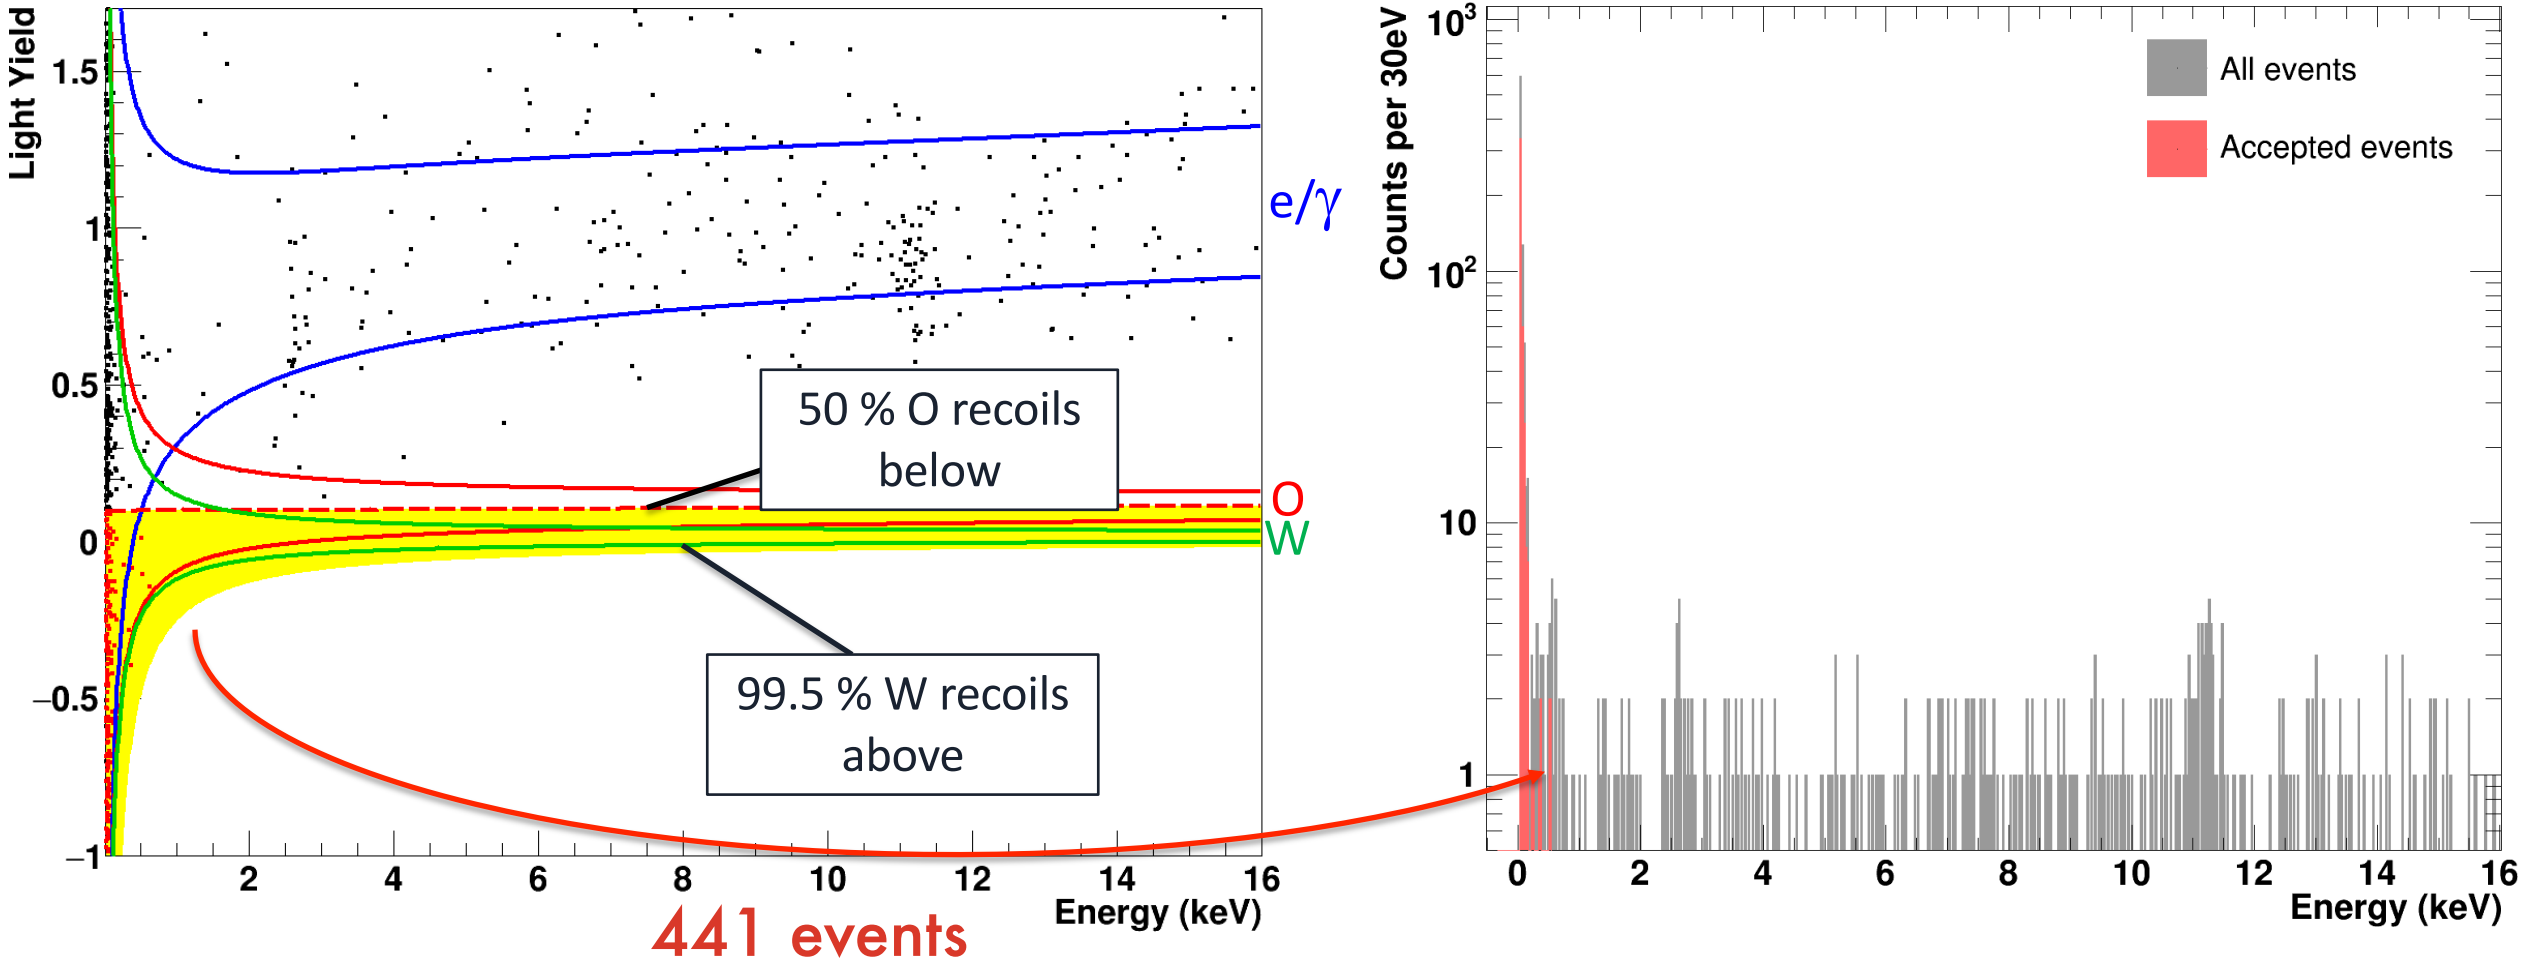 Light Yield
1.5
1
0.5
0
−0.5
−1
2 4 6 8 10 12 14 16
Energy (keV)
e/γ
O
W
50 % O recoils
below
99.5 % W recoils
above
441 events
Counts per 30eV
10³
10²
10
1
0 2 4 6 8 10 12 14 16
Energy (keV)
All events
Accepted events